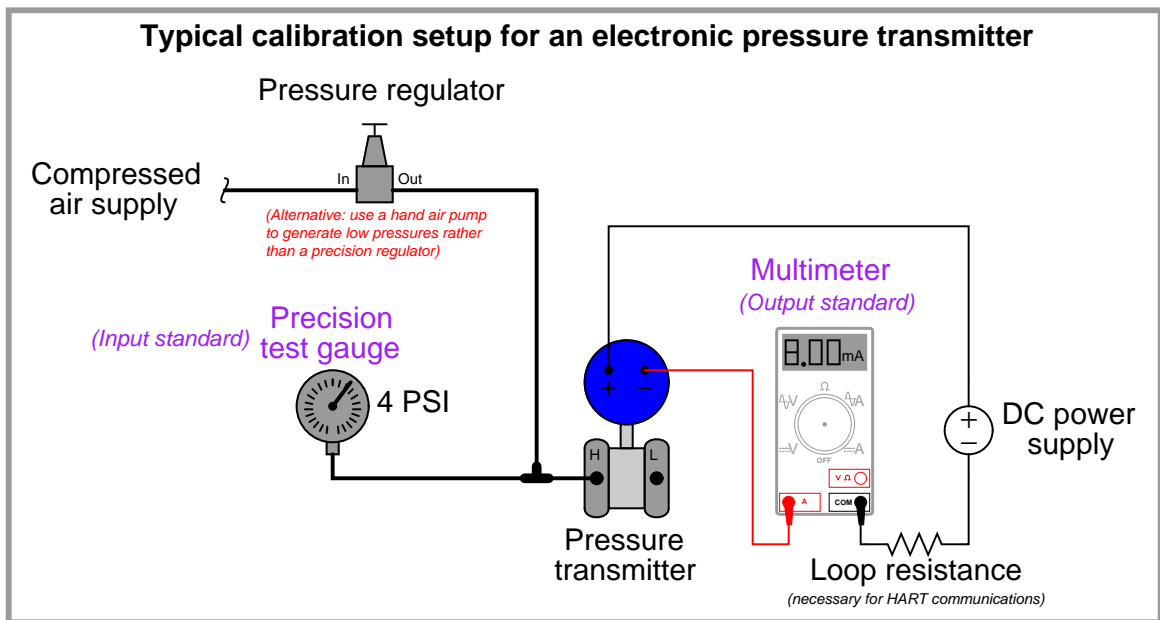 Typical calibration setup for an electronic pressure transmitter
Pressure regulator
Compressed
air supply
In
Out
(Alternative: use a hand air pump
to generate low pressures rather
than a precision regulator)
Multimeter
(Output standard)
(Input standard)
Precision
test gauge
4 PSI
8.00 mA
Ω
V
A
V
A
OFF
V Ω
A
COM
+
−
H
L
Pressure
transmitter
+
−
DC power
supply
Loop resistance
(necessary for HART communications)